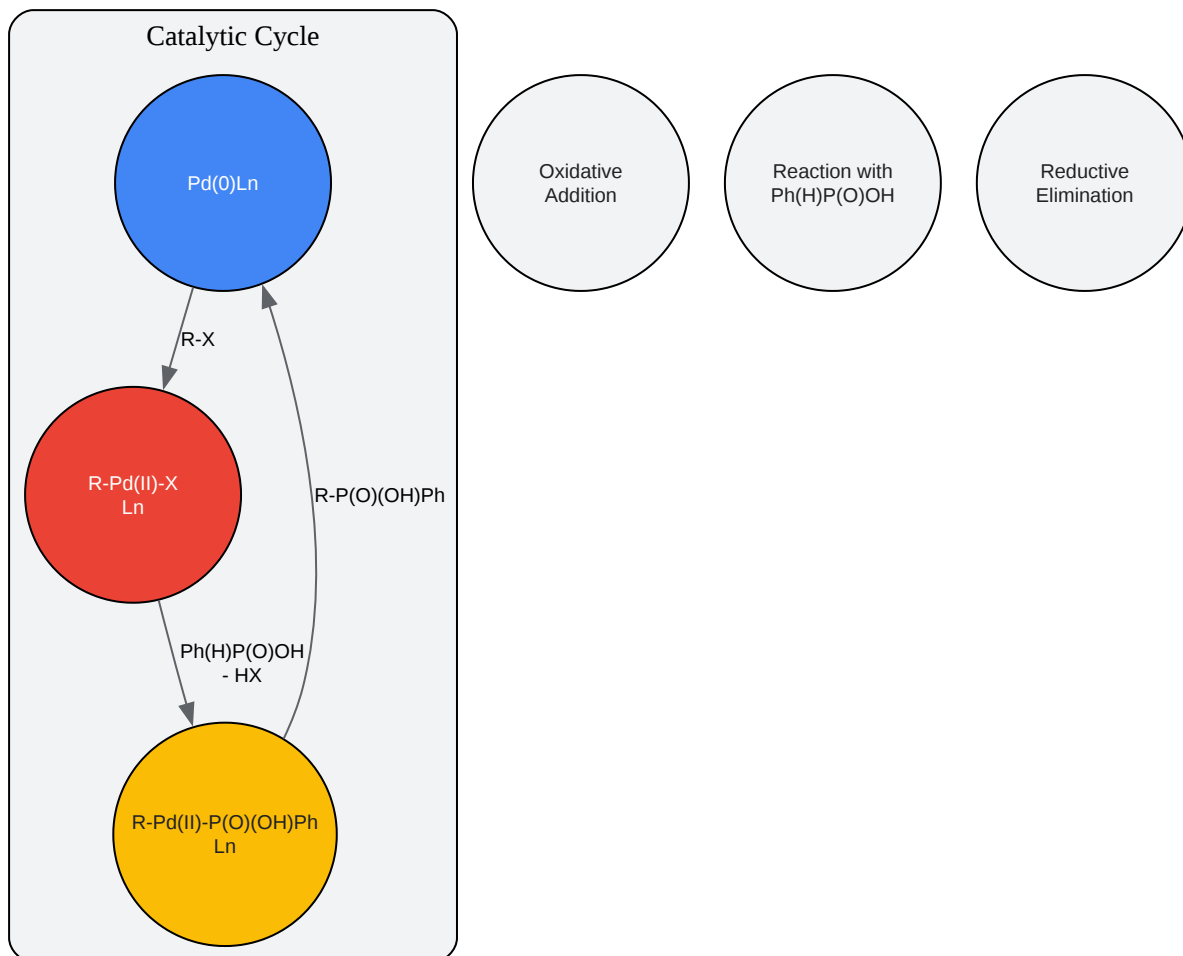 Catalytic Cycle
Pd(0)Ln
Oxidative
Addition
Reaction with
Ph(H)P(O)OH
Reductive
Elimination
R-X
R-Pd(II)-X
Ln
R-P(O)(OH)Ph
Ph(H)P(O)OH
- HX
R-Pd(II)-P(O)(OH)Ph
Ln